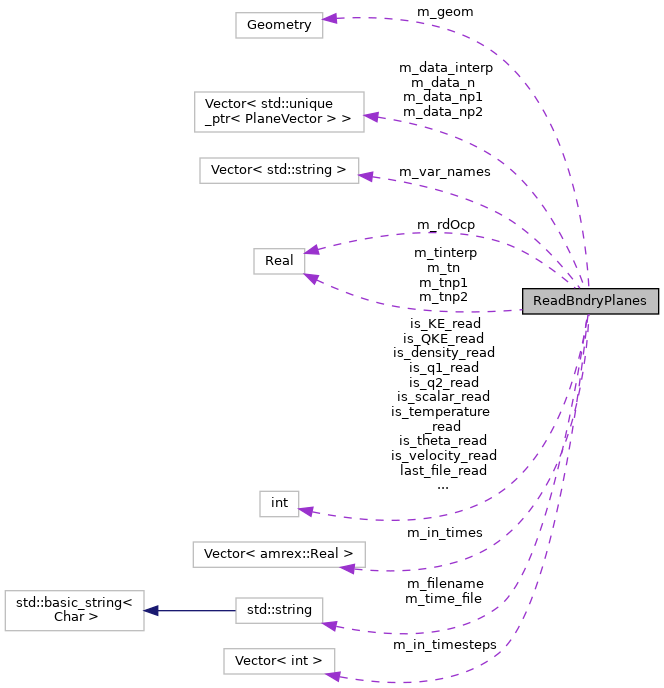 m_geom
Geometry
m_data_interp
m_data_n
m_data_np1
m_data_np2
Vector< std::unique
_ptr< PlaneVector > >
Vector< std::string >
m_var_names
m_rdOcp
Real
m_tinterp
m_tn
m_tnp1
m_tnp2
ReadBndryPlanes
is_KE_read
is_QKE_read
is_density_read
is_q1_read
is_q2_read
is_scalar_read
is_temperature
_read
is_theta_read
is_velocity_read
last_file_read
...
int
m_in_times
Vector< amrex::Real >
m_filename
m_time_file
std::basic_string<
Char >
std::string
m_in_timesteps
Vector< int >